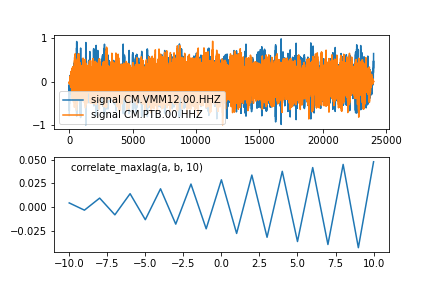 1
0
−1
signal CM.VMM12.00.HHZ
signal CM.PTB.00.HHZ
0 5000 10000 15000 20000 25000
correlate_maxlag(a, b, 10)
0.050
0.025
0.000
−0.025
−10.0 −7.5 −5.0 −2.5 0.0 2.5 5.0 7.5 10.0